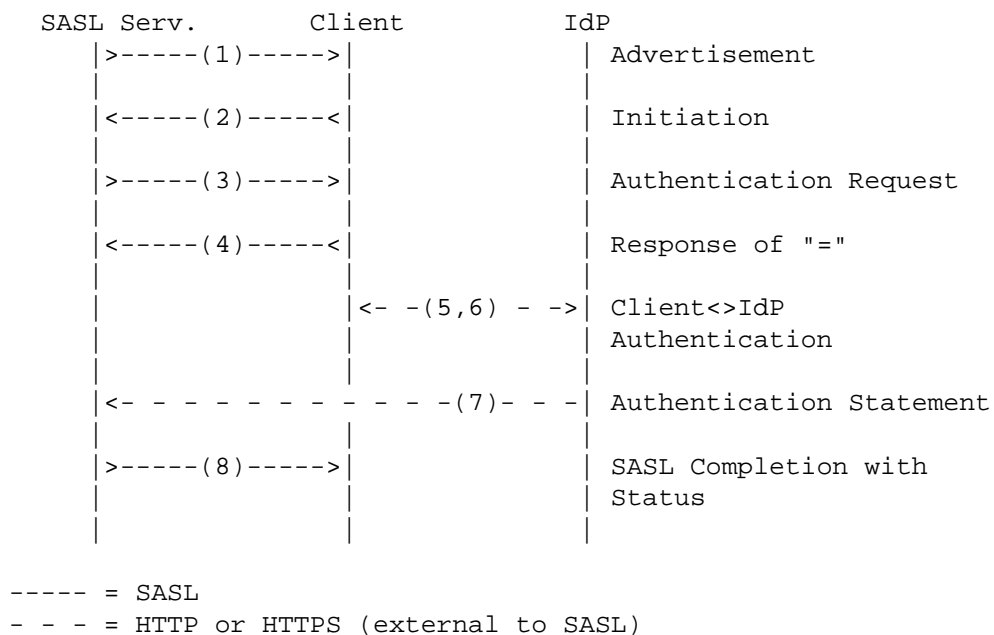 SASL Serv.       Client          IdP
    |>-----(1)----->|               | Advertisement
    |               |               |
    |<-----(2)-----<|               | Initiation
    |               |               |
    |>-----(3)----->|               | Authentication Request
    |               |               |
    |<-----(4)-----<|               | Response of "="
    |               |               |
    |               |<- -(5,6) - ->| Client<>IdP
    |               |               | Authentication
    |               |               |
    |<- - - - - - - - - - -(7)- - -| Authentication Statement
    |               |               |
    |>-----(8)----->|               | SASL Completion with
    |               |               | Status
    |               |               |
----- = SASL
- - - = HTTP or HTTPS (external to SASL)